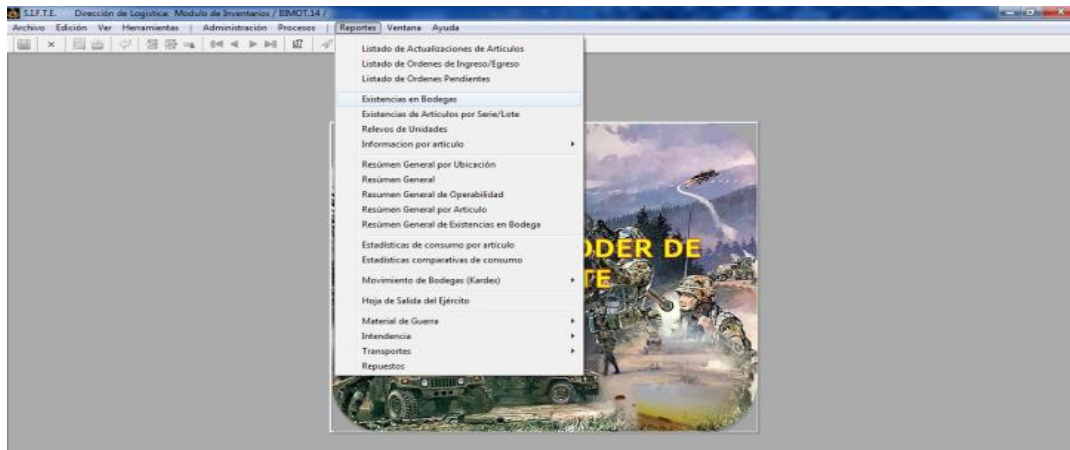 S.I.F.T.E. Dirección de Logística: Modulo de Inventarios / BIMOT.14 /
Archivo Edición Ver Herramientas | Administración Procesos | Reportes Ventana Ayuda
Listado de Actualizaciones de Artículos
Listado de Ordenes de Ingreso/Egreso
Listado de Ordenes Pendientes
Existencias en Bodegas
Existencias de Artículos por Serie/Lote
Relevos de Unidades
Informacion por artículo
Resúmen General por Ubicación
Resúmen General
Resumen General de Operabilidad
Resúmen General por Articulo
Resúmen General de Existencias en Bodega
Estadísticas de consumo por artículo
Estadísticas comparativas de consumo
Movimiento de Bodegas (Kardex)
Hoja de Salida del Ejército
Material de Guerra
Intendencia
Transportes
Repuestos
ODER DE
TE